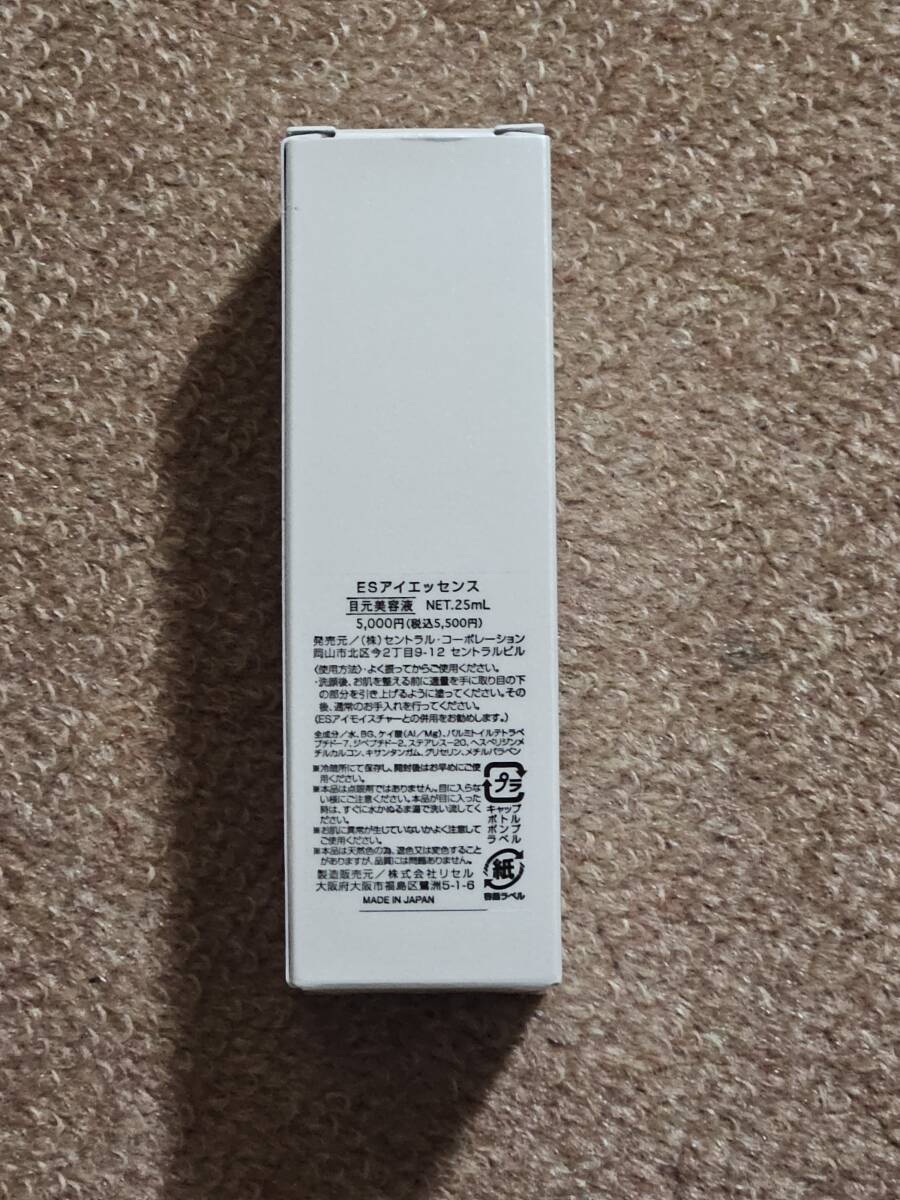 ESアイエッセンス
目元美容液 NET.25mL
5,000円(税込5,500円)
発売元/(株)セントラル・コーポレーション
岡山市北区今2丁目9-12 セントラルビル
〈使用方法〉・よく振ってからご使用ください。
・洗顔後、お肌を整える前に適量を手に取り目の下
の部分を引き上げるように塗ってください。その
後、通常のお手入れを行ってください。
(ESアイモイスチャーとの併用をお勧めします。)
全成分/水、BG、ケイ酸(Al/Mg)、パルミトイルテトラペ
プチド-7、ジペプチド-2、ステアレス-20、ヘスペリジンメ
チルカルコン、キサンタンガム、グリセリン、メチルパラベン
※冷暗所にて保存し、開封後はお早めにご使
用ください。
※本品は点眼剤ではありません。目に入らな
い様にご注意ください。本品が目に入った
時は、すぐに水かぬるま湯で洗い流してく
ださい。
※お肌に異常が生じていないかよく注意して
ご使用ください。
※本品は天然色の為、退色又は変色すること
がありますが、品質には問題ありません。
製造販売元/株式会社リセル
大阪府大阪市福島区鷺洲5-1-6
MADE IN JAPAN
プラ
キャップ
ボトル
ポンプ
ラベル
紙
容器ラベル